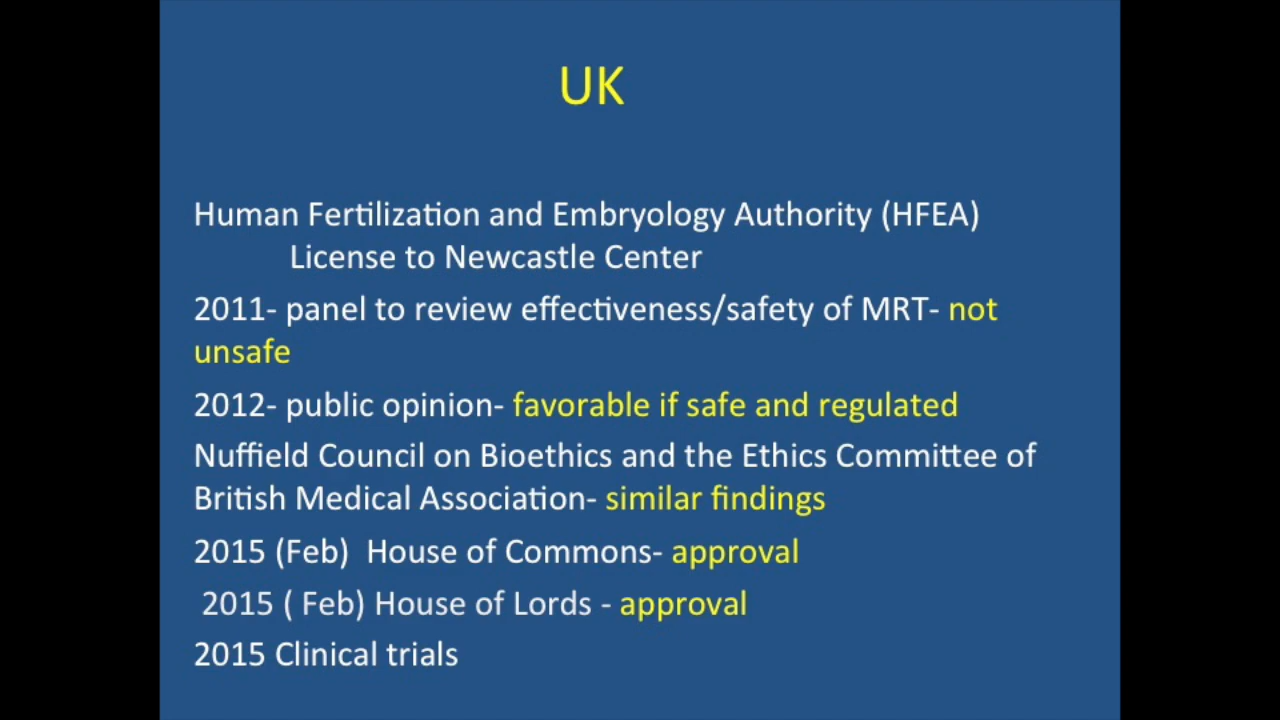 UK
Human Fertilization and Embryology Authority (HFEA)
License to Newcastle Center
2011- panel to review effectiveness/safety of MRT- not
unsafe
2012- public opinion- favorable if safe and regulated
Nuffield Council on Bioethics and the Ethics Committee of
British Medical Association- similar findings
2015 (Feb)  House of Commons- approval
2015 ( Feb) House of Lords - approval
2015 Clinical trials